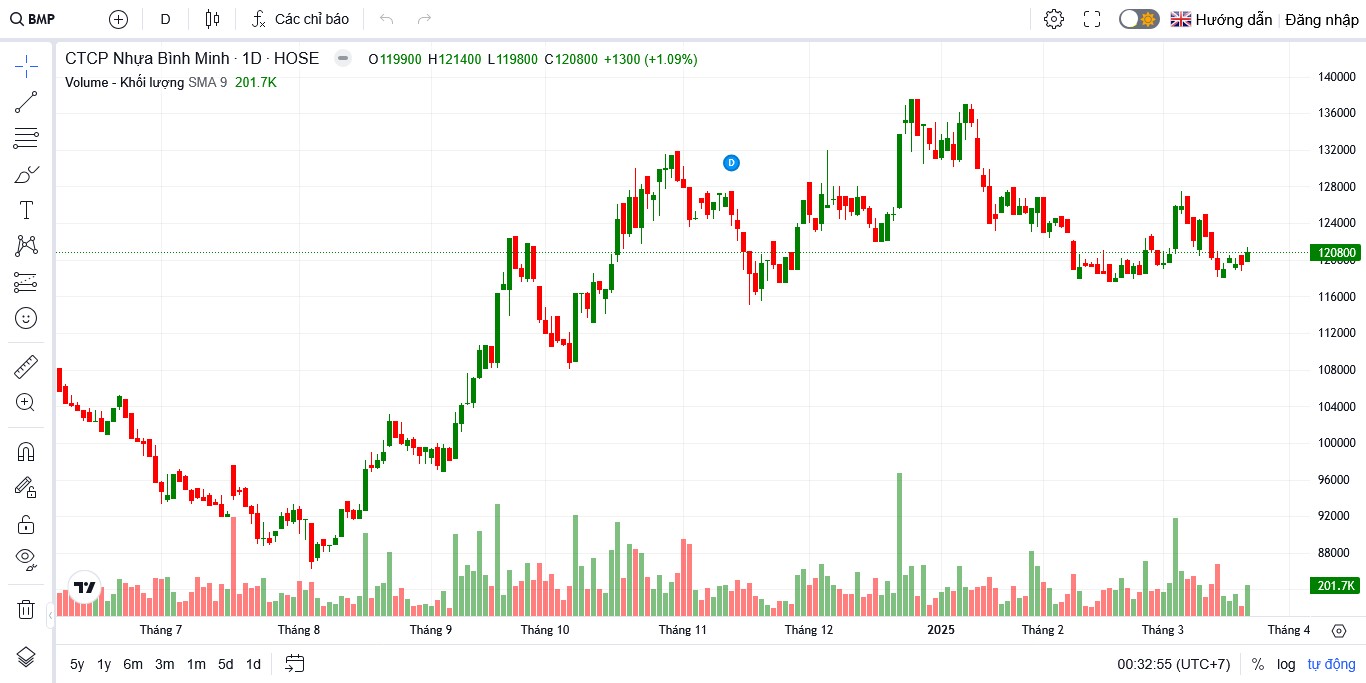 BMP D Các chỉ báo Hướng dẫn Đăng nhập
CTCP Nhựa Bình Minh · 1D · HOSE O119900 H121400 L119800 C120800 +1300 (+1.09%)
Volume - Khối lượng SMA 9 201.7K
140000
136000
132000
D
128000
124000
120800
120000
116000
112000
108000
104000
100000
96000
92000
88000
201.7K
Tháng 7 Tháng 8 Tháng 9 Tháng 10 Tháng 11 Tháng 12 2025 Tháng 2 Tháng 3 Tháng 4
5y 1y 6m 3m 1m 5d 1d 00:32:55 (UTC+7) % log tự động